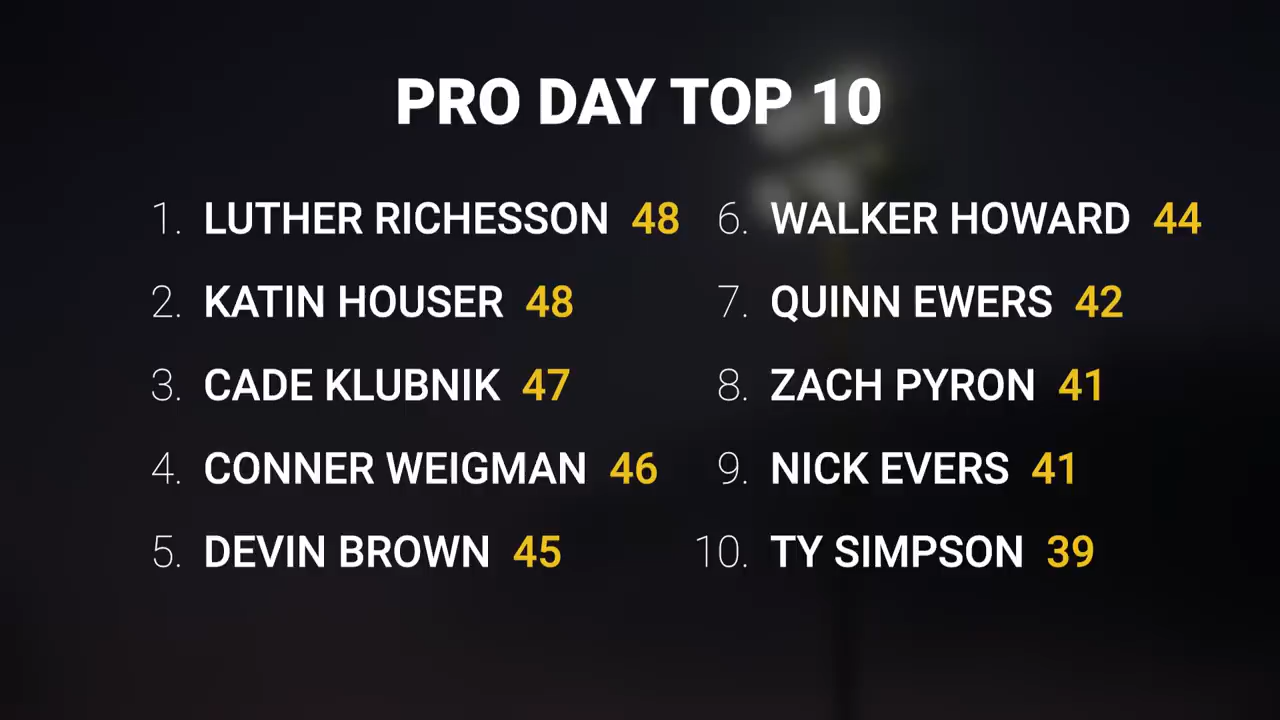 PRO DAY TOP 10
1. LUTHER RICHESSON 48
2. KATIN HOUSER 48
3. CADE KLUBNIK 47
4. CONNER WEIGMAN 46
5. DEVIN BROWN 45
6. WALKER HOWARD 44
7. QUINN EWERS 42
8. ZACH PYRON 41
9. NICK EVERS 41
10. TY SIMPSON 39